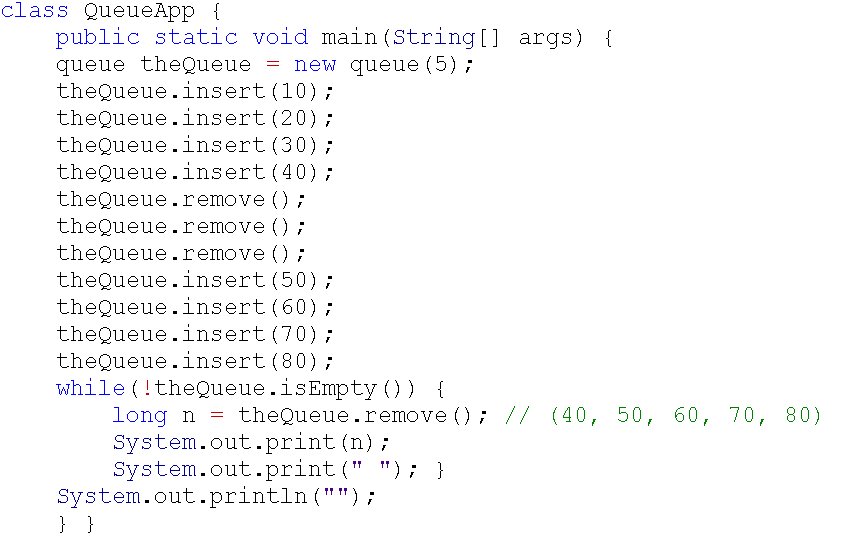 class QueueApp {
    public static void main(String[] args) {
    queue theQueue = new queue(5);
    theQueue.insert(10);
    theQueue.insert(20);
    theQueue.insert(30);
    theQueue.insert(40);
    theQueue.remove();
    theQueue.remove();
    theQueue.remove();
    theQueue.insert(50);
    theQueue.insert(60);
    theQueue.insert(70);
    theQueue.insert(80);
    while(!theQueue.isEmpty()) {
        long n = theQueue.remove(); // (40, 50, 60, 70, 80)
        System.out.print(n);
        System.out.print(" "); }
    System.out.println("");
    } }